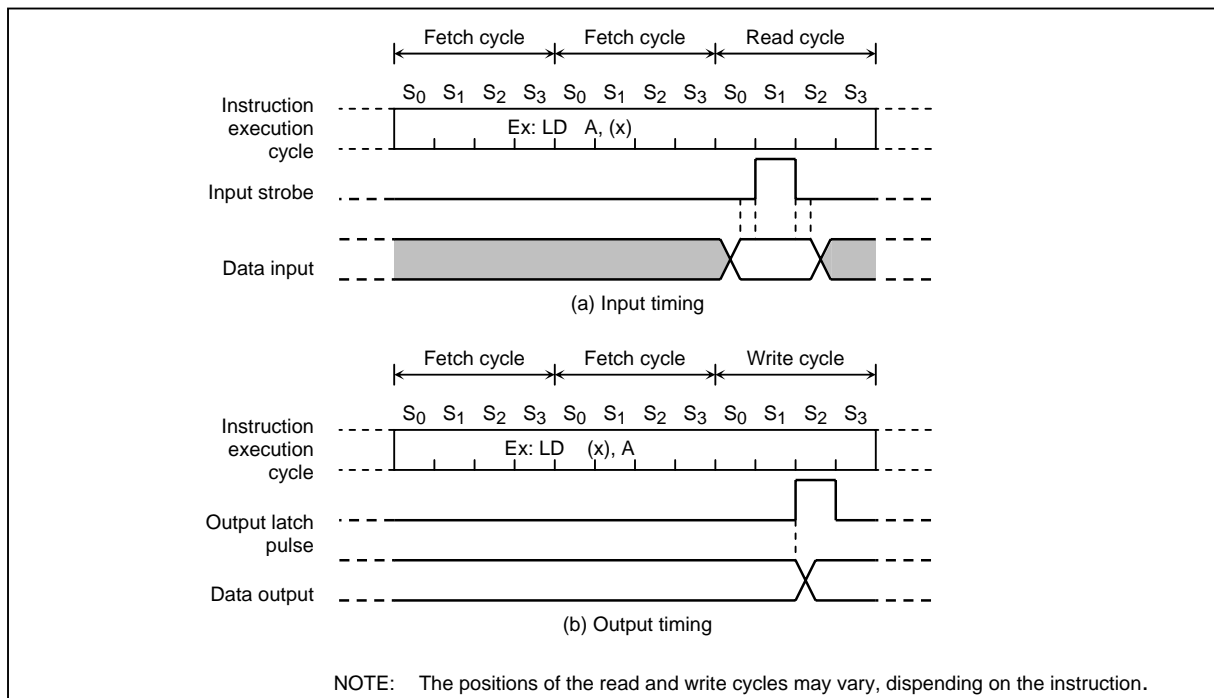 Fetch cycle Fetch cycle Read cycle
S0 S1 S2 S3 S0 S1 S2 S3 S0 S1 S2 S3
Instruction
execution
cycle
Ex: LD A, (x)
Input strobe
Data input
(a) Input timing
Fetch cycle Fetch cycle Write cycle
S0 S1 S2 S3 S0 S1 S2 S3 S0 S1 S2 S3
Instruction
execution
cycle
Ex: LD (x), A
Output latch
pulse
Data output
(b) Output timing
NOTE: The positions of the read and write cycles may vary, dispending on the instruction.